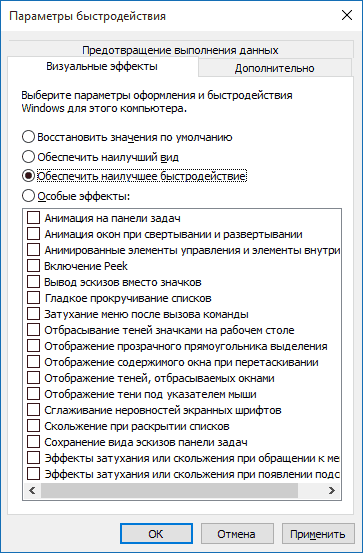 Параметры быстродействия
Предотвращение выполнения данных
Визуальные эффекты
Дополнительно
Выберите параметры оформления и быстродействия
Windows для этого компьютера.
Восстановить значения по умолчанию
Обеспечить наилучший вид
Обеспечить наилучшее быстродействие
Особые эффекты:
Анимация на панели задач
Анимация окон при свертывании и развертывании
Анимированные элементы управления и элементы внутри
Включение Peek
Вывод эскизов вместо значков
Гладкое прокручивание списков
Затухание меню после вызова команды
Отбрасывание теней значками на рабочем столе
Отображение прозрачного прямоугольника выделения
Отображение содержимого окна при перетаскивании
Отображение теней, отбрасываемых окнами
Отображение тени под указателем мыши
Сглаживание неровностей экранных шрифтов
Скольжение при раскрытии списков
Сохранение вида эскизов панели задач
Эффекты затухания или скольжения при обращении к ме
Эффекты затухания или скольжения при появлении подс
ОК
Отмена
Применить